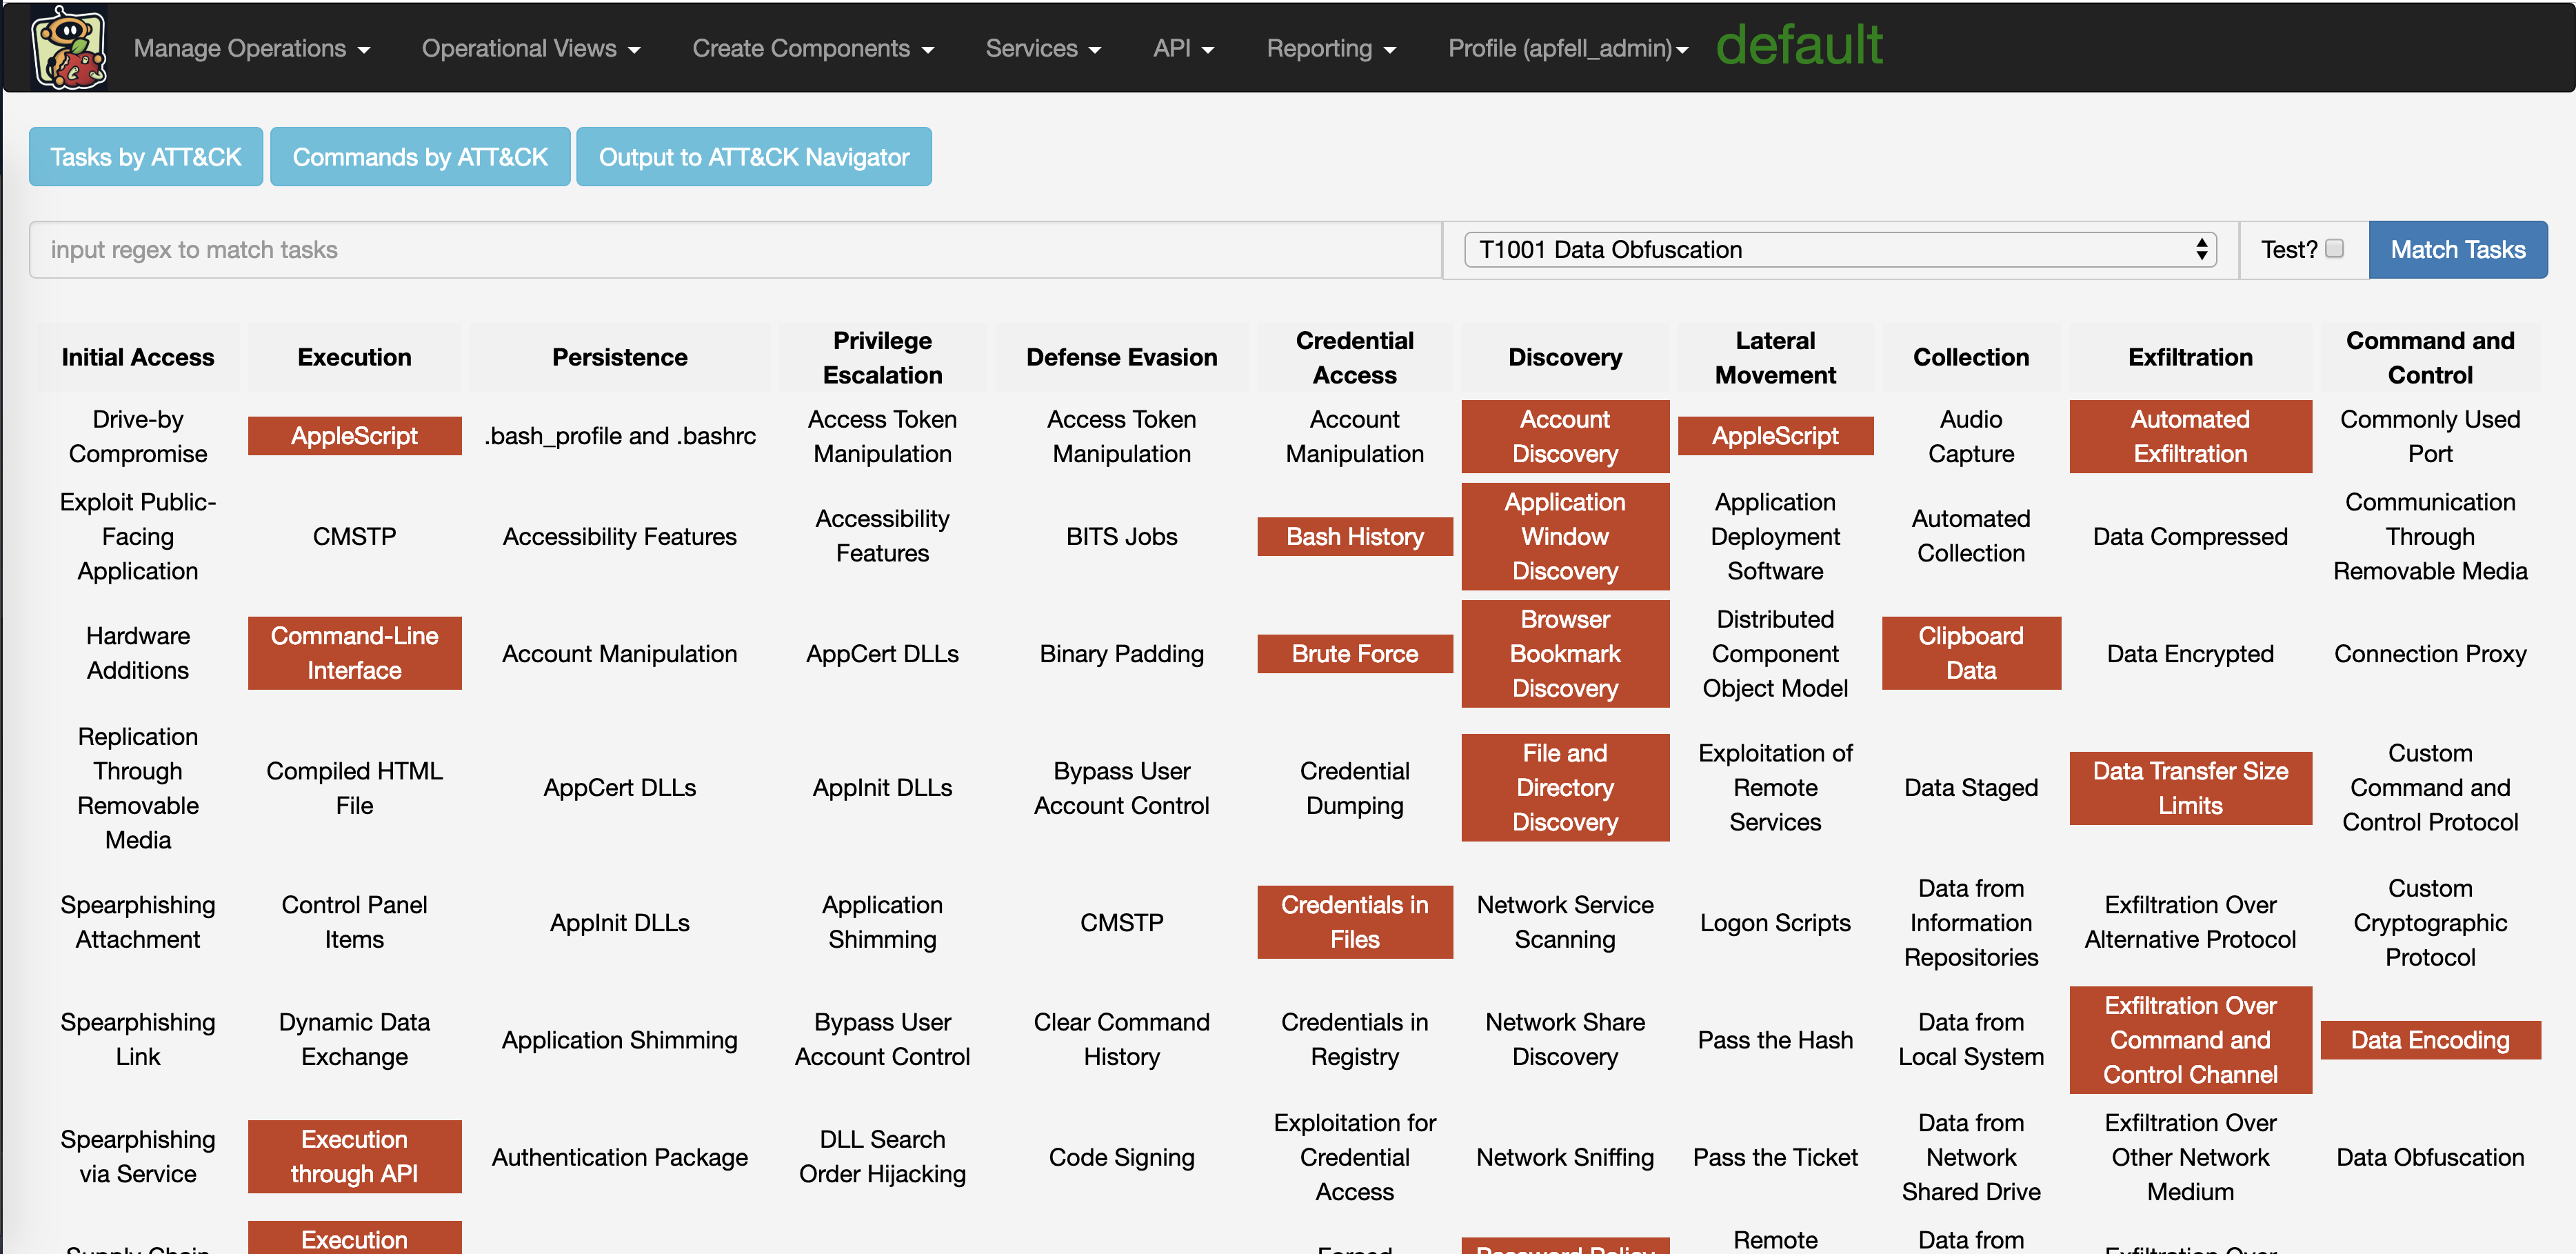 Manage Operations Operational Views Create Components Services API Reporting Profile (apfell_admin) default
Tasks by ATT&CK Commands by ATT&CK Output to ATT&CK Navigator
input regex to match tasks T1001 Data Obfuscation Test? Match Tasks
Initial Access Execution Persistence Privilege Escalation Defense Evasion Credential Access Discovery Lateral Movement Collection Exfiltration Command and Control
Drive-by Compromise AppleScript .bash_profile and .bashrc Access Token Manipulation Access Token Manipulation Account Manipulation Account Discovery AppleScript Audio Capture Automated Exfiltration Commonly Used Port
Exploit Public-Facing Application CMSTP Accessibility Features Accessibility Features BITS Jobs Bash History Application Window Discovery Application Deployment Software Automated Collection Data Compressed Communication Through Removable Media
Hardware Additions Command-Line Interface Account Manipulation AppCert DLLs Binary Padding Brute Force Browser Bookmark Discovery Distributed Component Object Model Clipboard Data Data Encrypted Connection Proxy
Replication Through Removable Media Compiled HTML File AppCert DLLs AppInit DLLs Bypass User Account Control Credential Dumping File and Directory Discovery Exploitation of Remote Services Data Staged Data Transfer Size Limits Custom Command and Control Protocol
Spearphishing Attachment Control Panel Items AppInit DLLs Application Shimming CMSTP Credentials in Files Network Service Scanning Logon Scripts Data from Information Repositories Exfiltration Over Alternative Protocol Custom Cryptographic Protocol
Spearphishing Link Dynamic Data Exchange Application Shimming Bypass User Account Control Clear Command History Credentials in Registry Network Share Discovery Pass the Hash Data from Local System Exfiltration Over Command and Control Channel Data Encoding
Spearphishing via Service Execution through API Authentication Package DLL Search Order Hijacking Code Signing Exploitation for Credential Access Network Sniffing Pass the Ticket Data from Network Shared Drive Exfiltration Over Other Network Medium Data Obfuscation
Supply Chain Execution Forced Password Policy Remote Data from Exfiltration Over